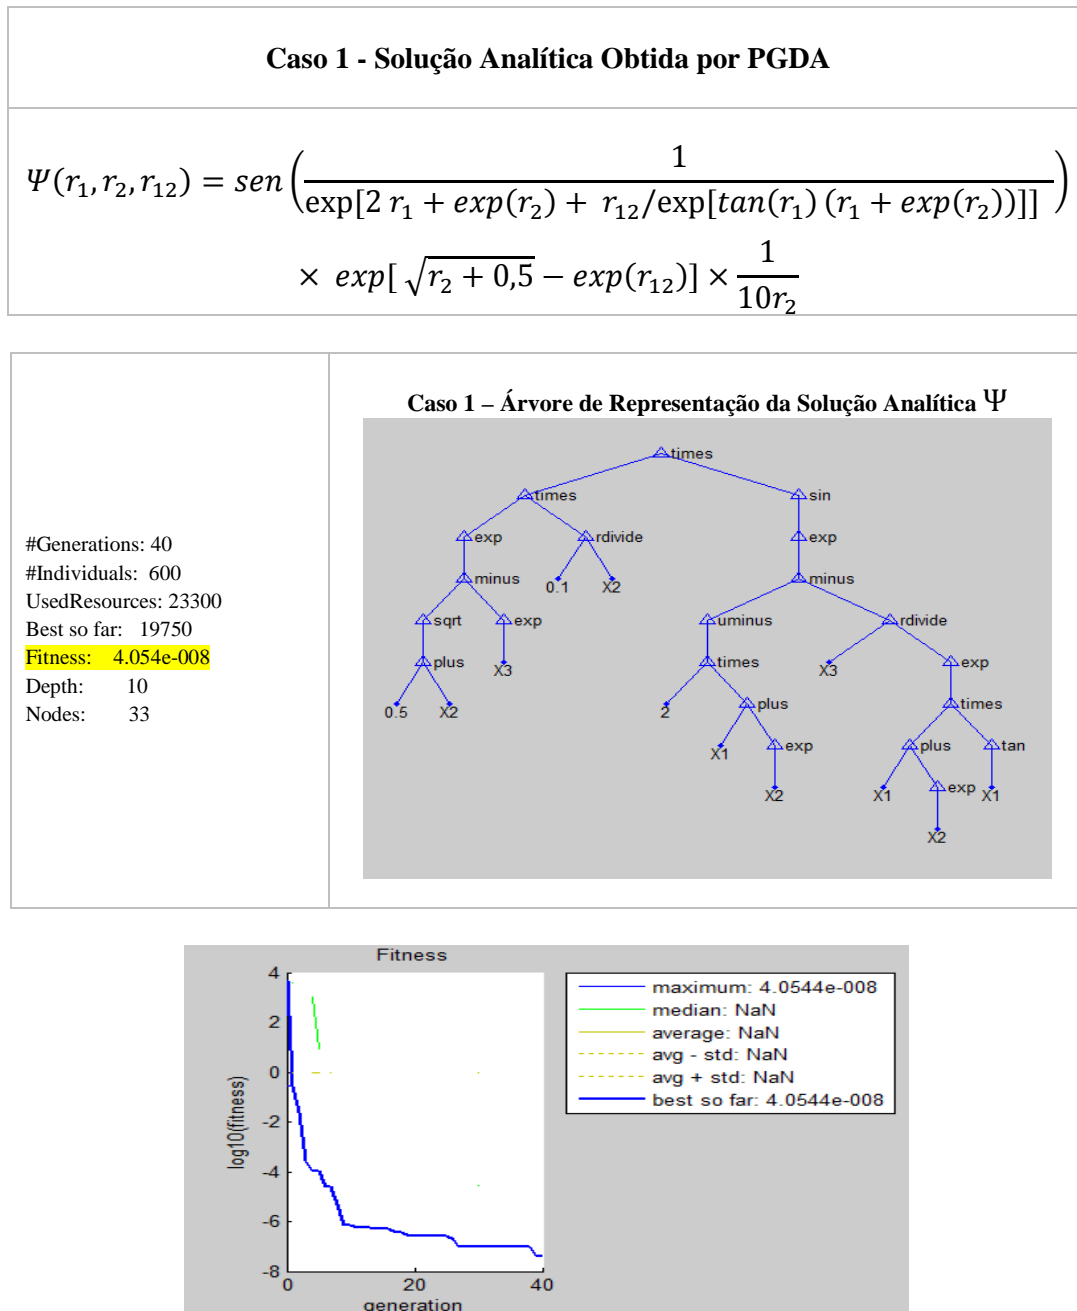 Caso 1 - Solução Analítica Obtida por PGDA
Ψ(r₁, r₂, r₁₂) = sen(1/exp[2 r₁ + exp(r₂) + r₁₂/exp[tan(r₁) (r₁ + exp(r₂))]])
× exp[√(r₂ + 0,5) − exp(r₁₂)] × 1/10r₂
#Generations: 40
#Individuals: 600
UsedResources: 23300
Best so far: 19750
Fitness: 4.054e-008
Depth: 10
Nodes: 33
Caso 1 – Árvore de Representação da Solução Analítica Ψ
times
times sin
exp rdivide exp
minus 0.1 X2 minus
sqrt exp uminus rdivide
plus X3 times X3 exp
0.5 X2 2 plus times
X1 exp plus tan
X2 X1 exp X1
X2
Fitness
4
2
0
-2
-4
-6
-8
log10(fitness)
0 20 40
generation
maximum: 4.0544e-008
median: NaN
average: NaN
avg - std: NaN
avg + std: NaN
best so far: 4.0544e-008